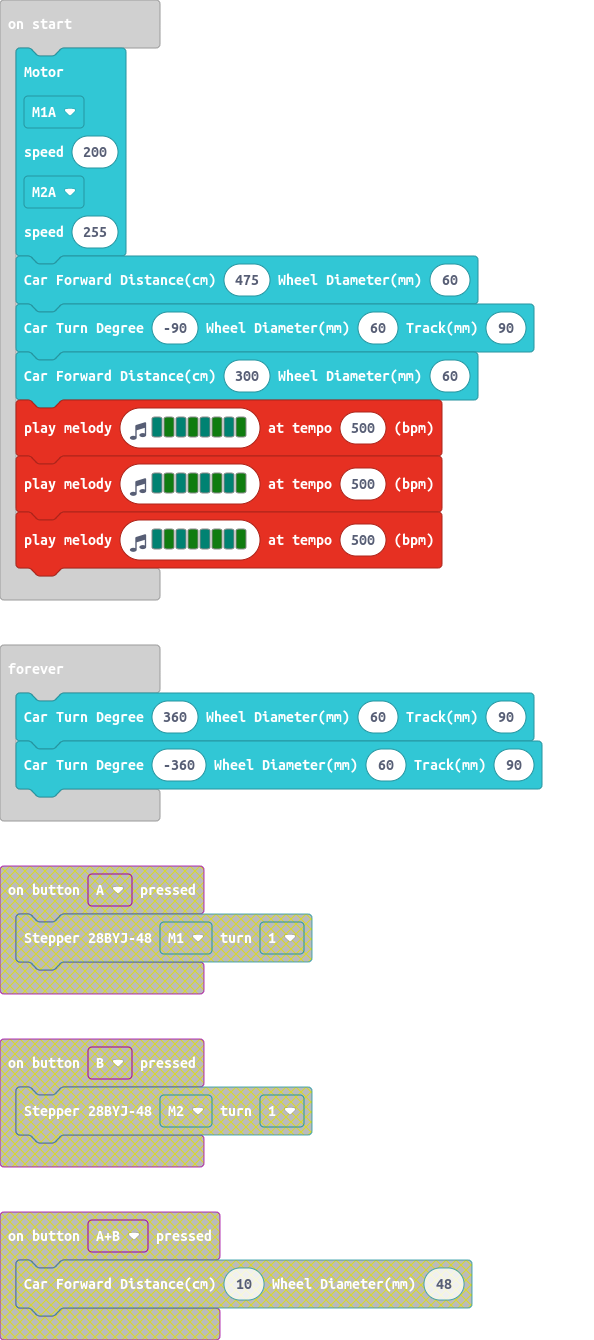 on start
Motor
M1A
speed 200
M2A
speed 255
Car Forward Distance(cm) 475 Wheel Diameter(mm) 60
Car Turn Degree -90 Wheel Diameter(mm) 60 Track(mm) 90
Car Forward Distance(cm) 300 Wheel Diameter(mm) 60
play melody at tempo 500 (bpm)
play melody at tempo 500 (bpm)
play melody at tempo 500 (bpm)
forever
Car Turn Degree 360 Wheel Diameter(mm) 60 Track(mm) 90
Car Turn Degree -360 Wheel Diameter(mm) 60 Track(mm) 90
on button A pressed
Stepper 28BYJ-48 M1 turn 1
on button B pressed
Stepper 28BYJ-48 M2 turn 1
on button A+B pressed
Car Forward Distance(cm) 10 Wheel Diameter(mm) 48